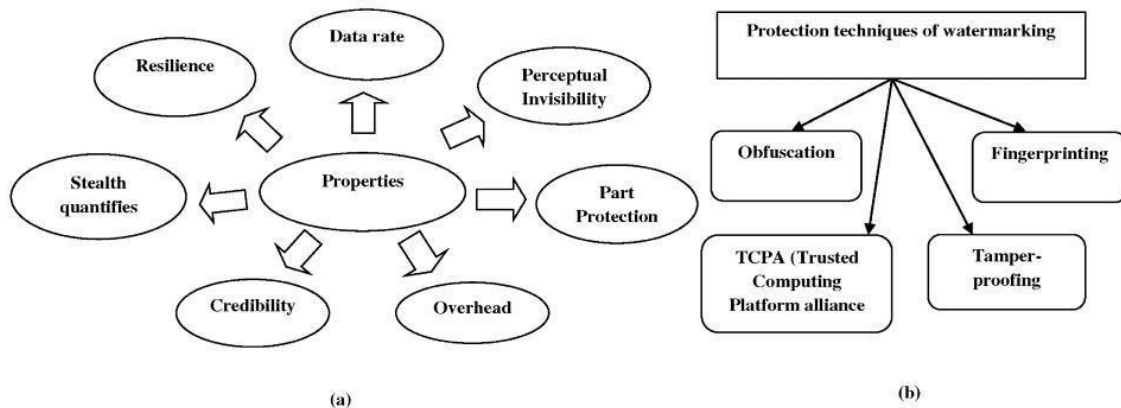 Data rate
Resilience
Perceptual
Invisibility
Properties
Stealth
quantifies
Part
Protection
Credibility
Overhead
(a)
Protection techniques of watermarking
Obfuscation
Fingerprinting
TCPA (Trusted
Computing
Platform alliance
Tamper-
proofing
(b)